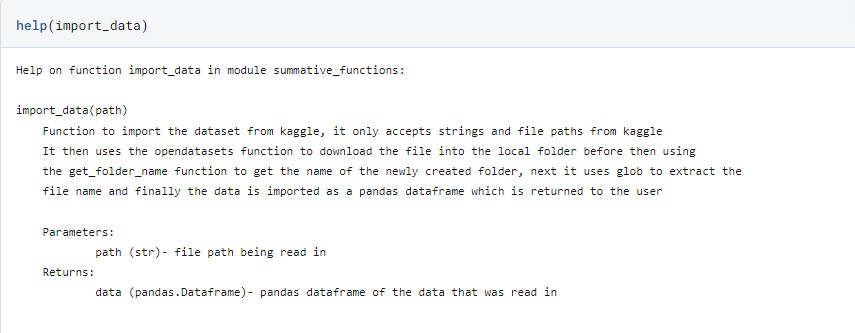 help(import_data)
Help on function import_data in module summative_functions:
import_data(path)
Function to import the dataset from kaggle, it only accepts strings and file paths from kaggle
It then uses the opendatasets function to download the file into the local folder before then using
the get_folder_name function to get the name of the newly created folder, next it uses glob to extract the
file name and finally the data is imported as a pandas dataframe which is returned to the user
Parameters:
path (str)- file path being read in
Returns:
data (pandas.Dataframe)- pandas dataframe of the data that was read in